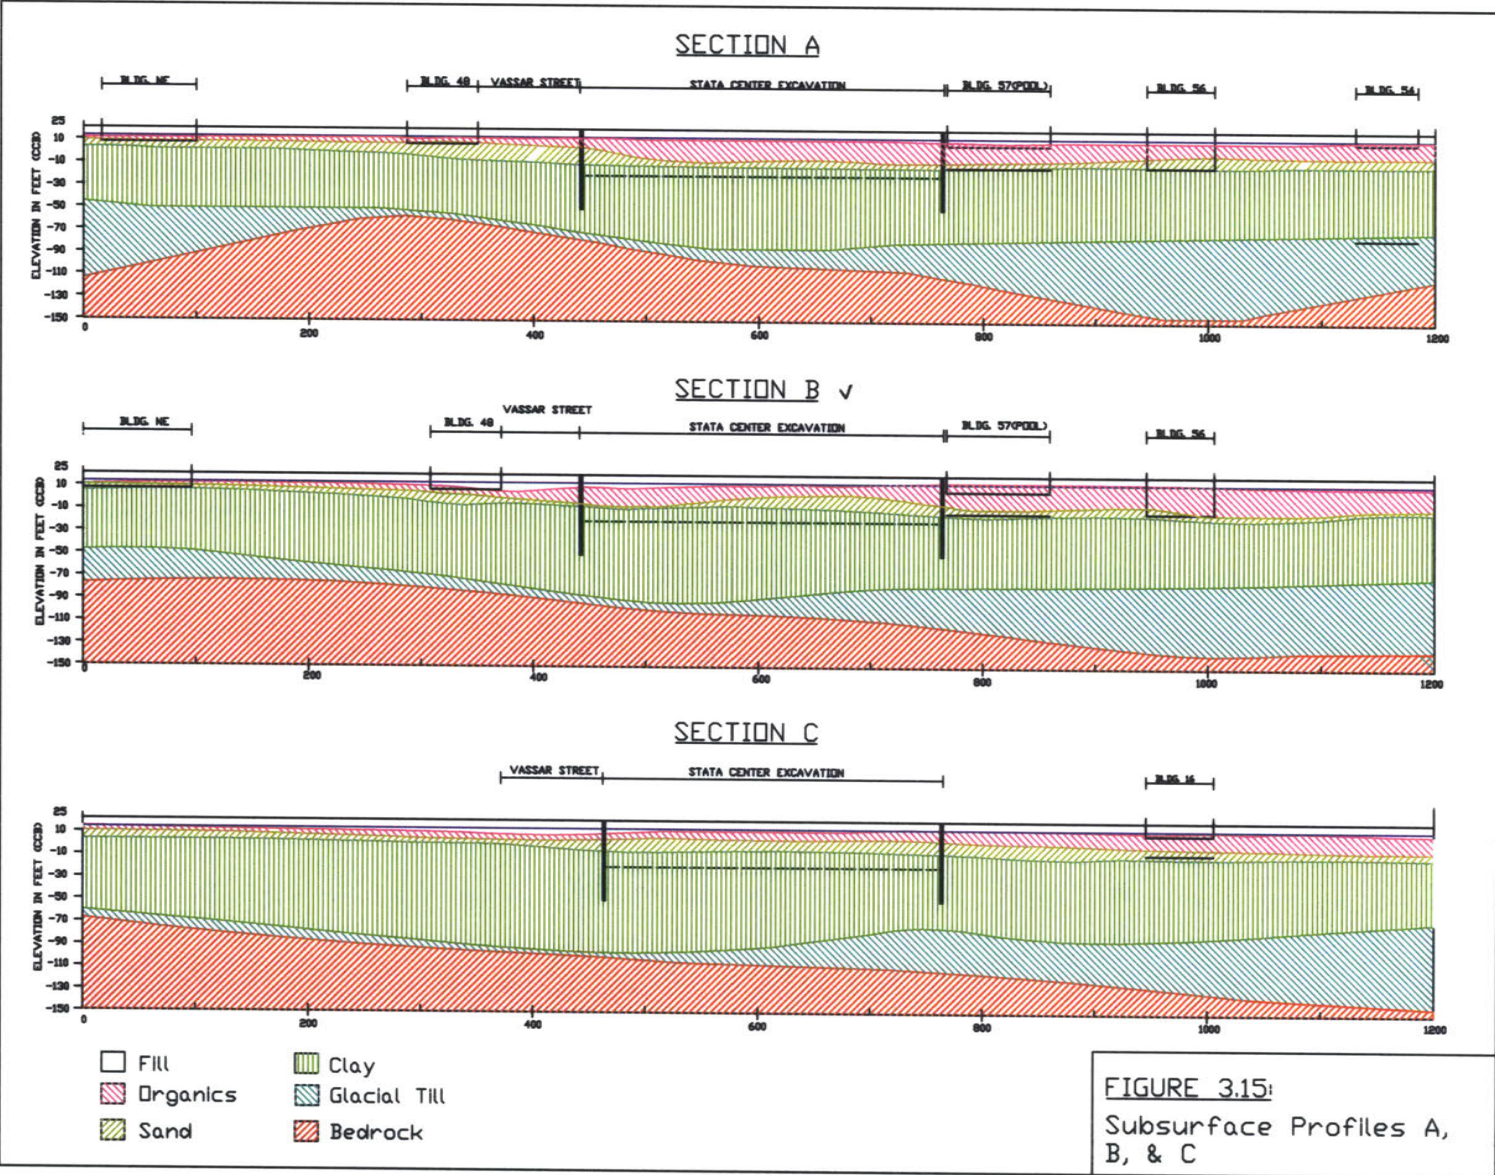 SECTION A
BLDG. NE BLDG. 48 VASSAR STREET STATA CENTER EXCAVATION BLDG. 57(POOL) BLDG. 56 BLDG. 54
ELEVATION IN FEET (CCB)
25
10
-10
-30
-50
-70
-90
-110
-130
-150
0 200 400 600 800 1000 1200
SECTION B ✓
BLDG. NE BLDG. 48 VASSAR STREET STATA CENTER EXCAVATION BLDG. 57(POOL) BLDG. 56
ELEVATION IN FEET (CCB)
25
10
-10
-30
-50
-70
-90
-110
-130
-150
0 200 400 600 800 1000 1200
SECTION C
VASSAR STREET STATA CENTER EXCAVATION BLDG. 16
ELEVATION IN FEET (CCB)
25
10
-10
-30
-50
-70
-90
-110
-130
-150
0 200 400 600 800 1000 1200
Fill
Organics
Sand
Clay
Glacial Till
Bedrock
FIGURE 3.15:
Subsurface Profiles A,
B, & C